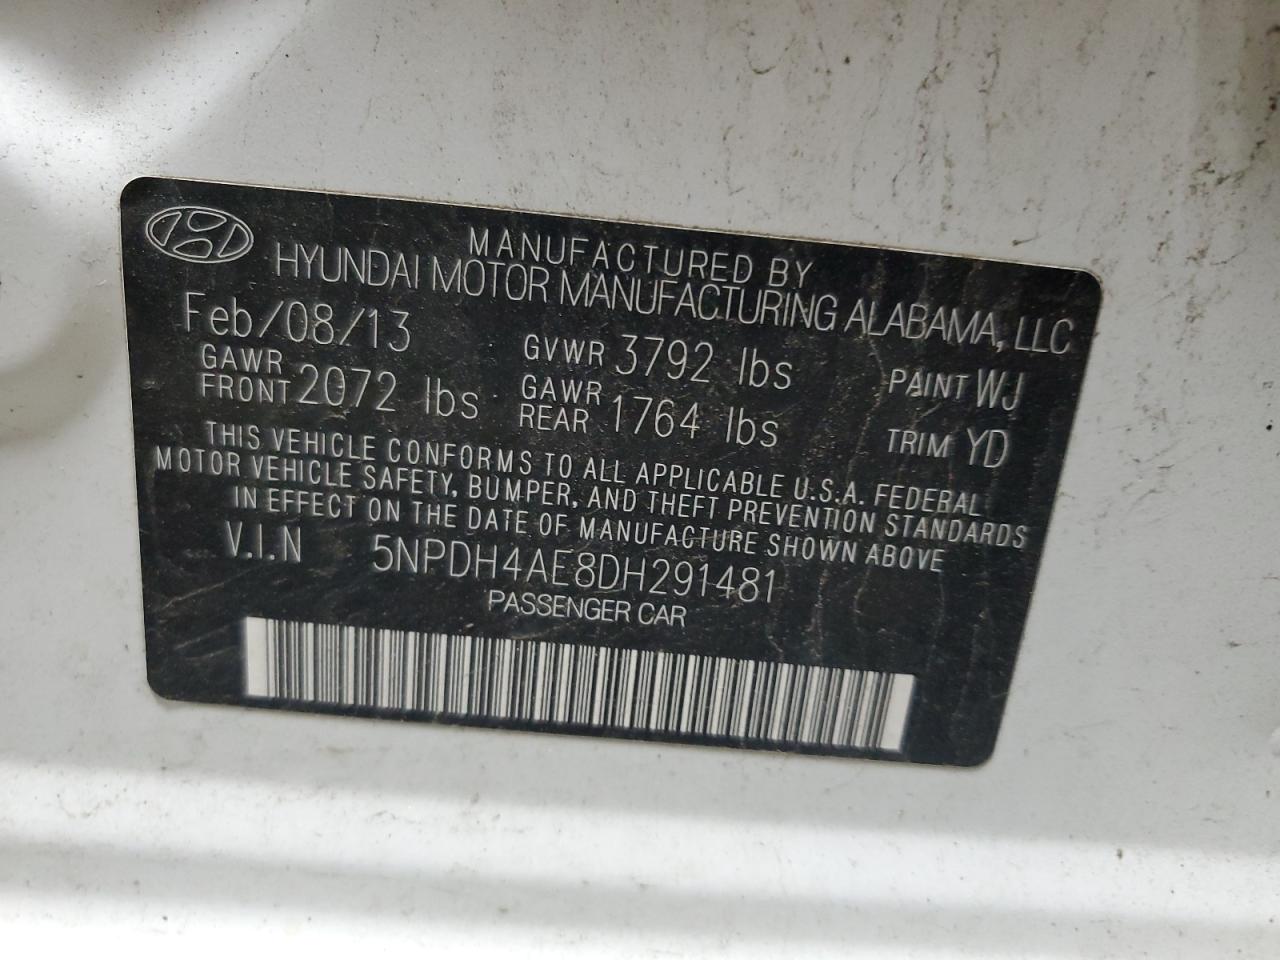 MANUFACTURED BY
HYUNDAI MOTOR MANUFACTURING ALABAMA, LLC
Feb/08/13 GVWR 3792 lbs PAINT WJ
GAWR FRONT 2072 lbs GAWR REAR 1764 lbs TRIM YD
THIS VEHICLE CONFORMS TO ALL APPLICABLE U.S.A. FEDERAL
MOTOR VEHICLE SAFETY, BUMPER, AND THEFT PREVENTION STANDARDS
IN EFFECT ON THE DATE OF MANUFACTURE SHOWN ABOVE
V.I.N 5NPDH4AE8DH291481
PASSENGER CAR